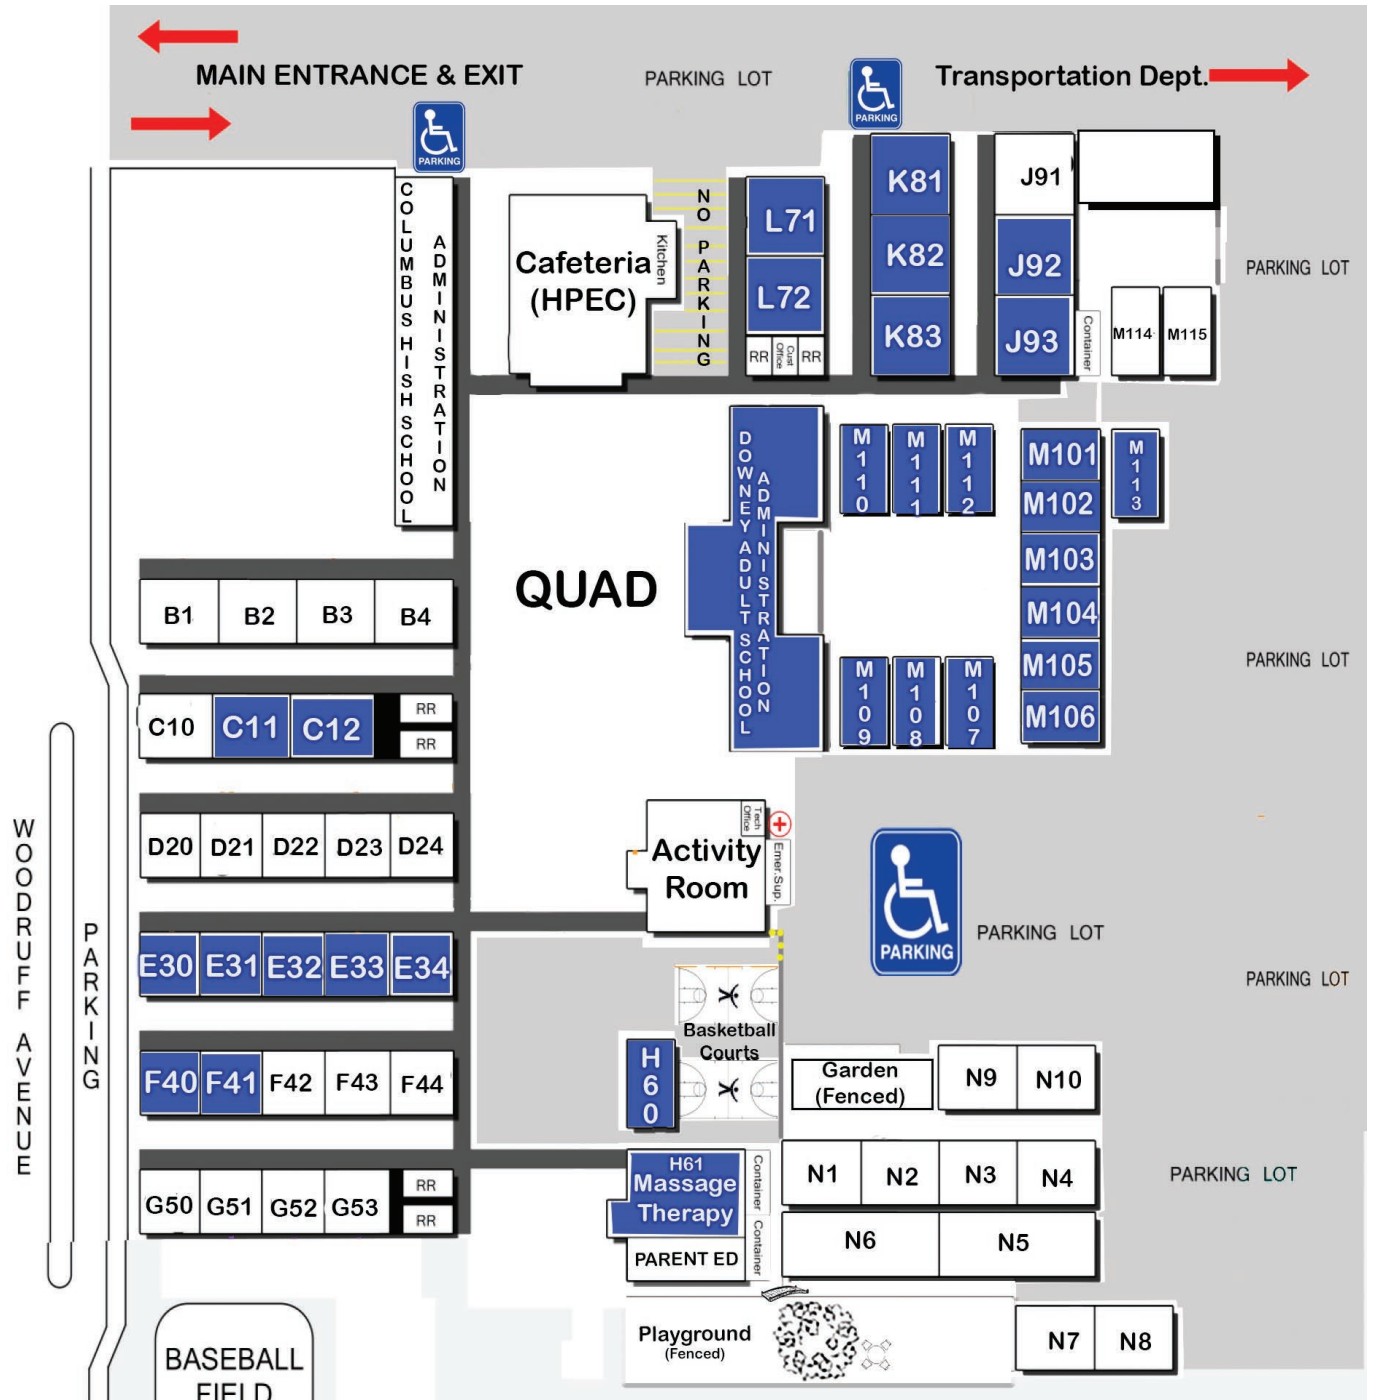 MAIN ENTRANCE & EXIT
PARKING LOT
Transportation Dept.
PARKING
PARKING
COLUMBUS HISH SCHOOL
ADMINISTRATION
Cafeteria
(HPEC)
Kitchen
NO PARKING
L71
L72
RR
Cust
Office
RR
K81
K82
K83
J91
J92
J93
Container
M114
M115
PARKING LOT
DOWNEY ADULT SCHOOL
ADMINISTRATION
M110
M111
M112
M101
M102
M103
M104
M105
M106
M113
M109
M108
M107
QUAD
PARKING LOT
B1
B2
B3
B4
C10
C11
C12
RR
RR
D20
D21
D22
D23
D24
E30
E31
E32
E33
E34
F40
F41
F42
F43
F44
G50
G51
G52
G53
RR
RR
WOODRUFF AVENUE
PARKING
Tech
Office
Activity
Room
Emer.Sup.
PARKING
PARKING LOT
PARKING LOT
Basketball
Courts
H60
Garden
(Fenced)
N9
N10
H61
Massage
Therapy
PARENT ED
Container
Container
N1
N2
N3
N4
N6
N5
PARKING LOT
Playground
(Fenced)
N7
N8
BASEBALL
FIELD